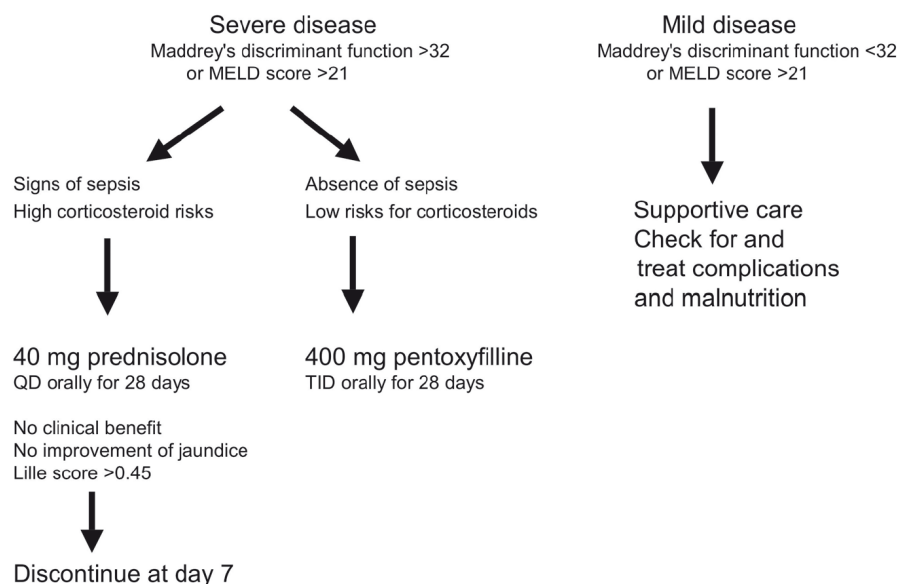 Severe disease
Maddrey's discriminant function >32
or MELD score >21
Mild disease
Maddrey's discriminant function <32
or MELD score >21
Signs of sepsis
High corticosteroid risks
Absence of sepsis
Low risks for corticosteroids
Supportive care
Check for and
treat complications
and malnutrition
40 mg prednisolone
QD orally for 28 days
400 mg pentoxyfilline
TID orally for 28 days
No clinical benefit
No improvement of jaundice
Lille score >0.45
Discontinue at day 7